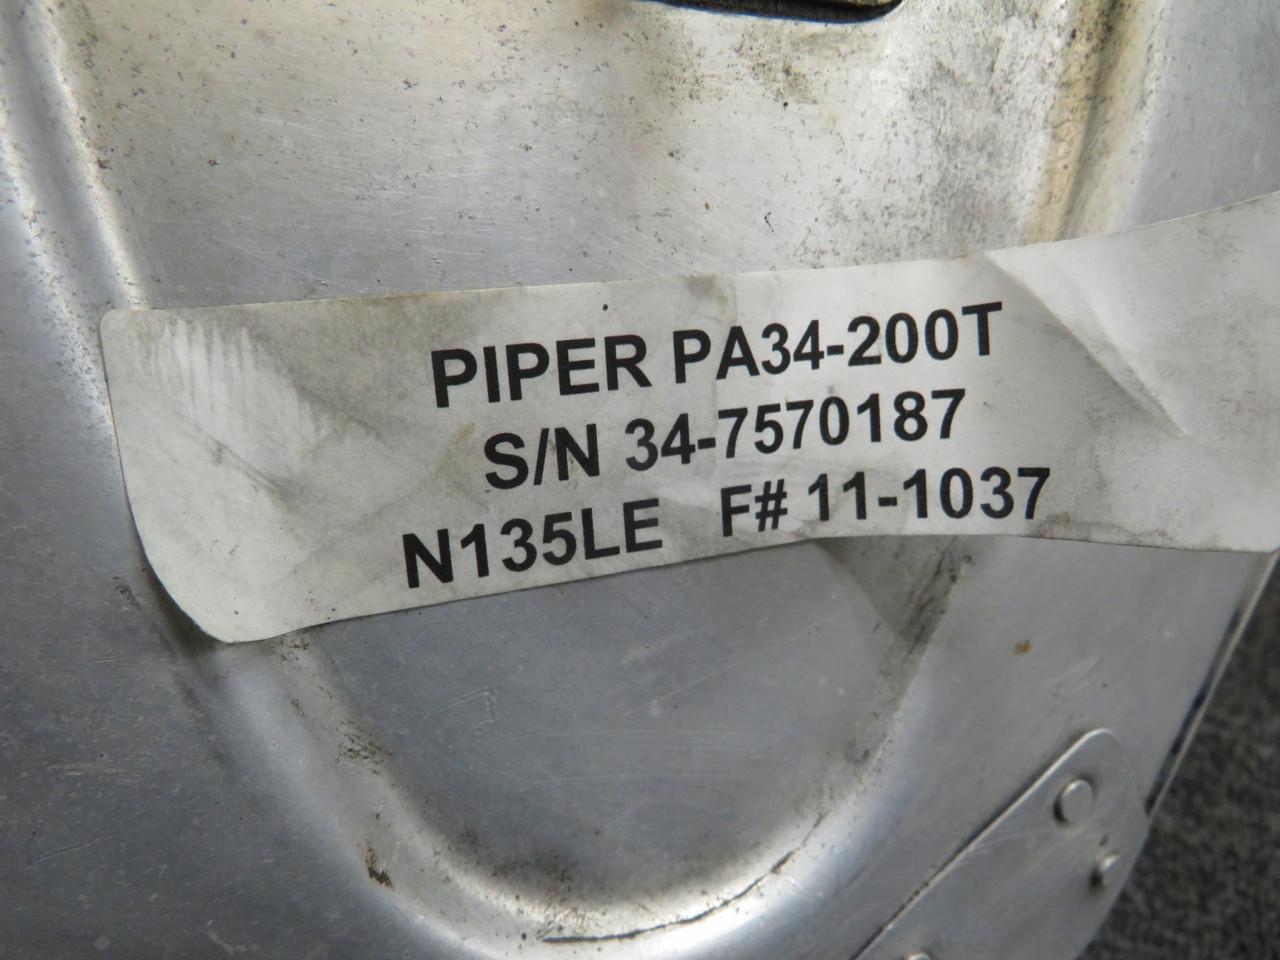 PIPER PA34-200T
S/N 34-7570187
N135LE F# 11-1037